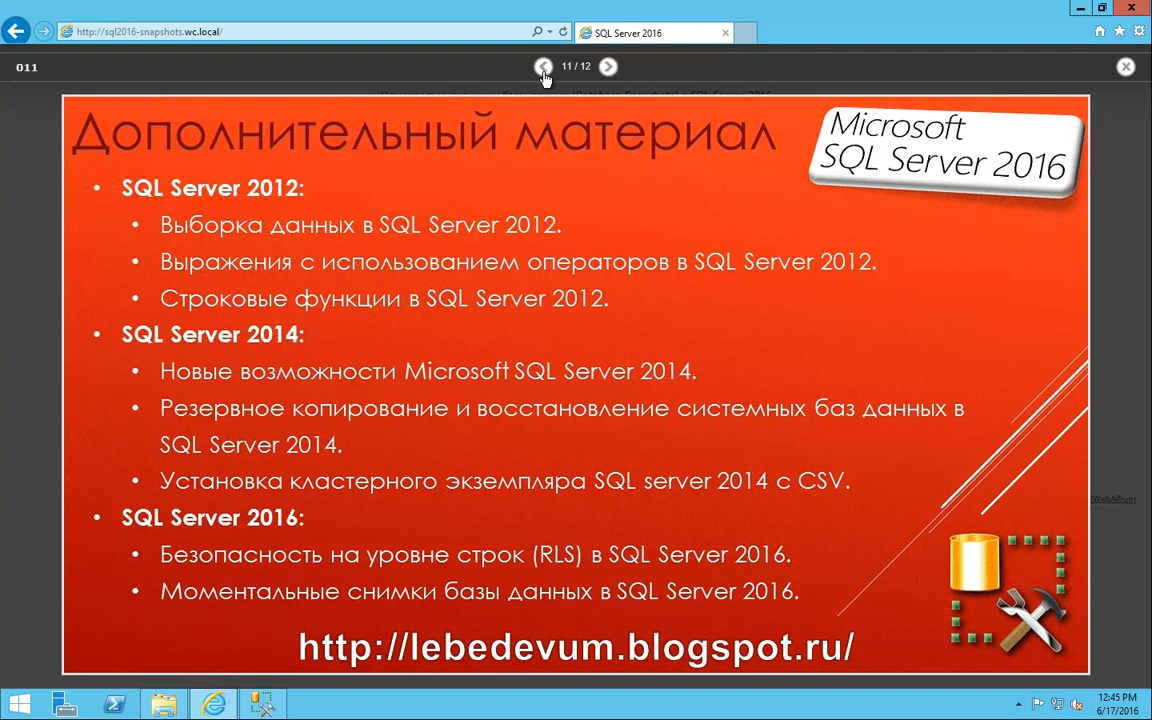 http://sql2016-snapshots.wc.local/
SQL Server 2016
011
11 / 12
Дополнительный материал
Microsoft
SQL Server 2016
• SQL Server 2012:
• Выборка данных в SQL Server 2012.
• Выражения с использованием операторов в SQL Server 2012.
• Строковые функции в SQL Server 2012.
• SQL Server 2014:
• Новые возможности Microsoft SQL Server 2014.
• Резервное копирование и восстановление системных баз данных в
SQL Server 2014.
• Установка кластерного экземпляра SQL server 2014 с CSV.
• SQL Server 2016:
• Безопасность на уровне строк (RLS) в SQL Server 2016.
• Моментальные снимки базы данных в SQL Server 2016.
http://lebedevum.blogspot.ru/
WebAlbum
12:45 PM
6/17/2016